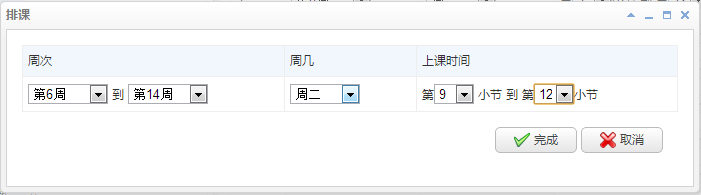 排课
周次 周几 上课时间
第6周 到 第14周 周二 第 9 小节 到 第 12 小节
完成 取消